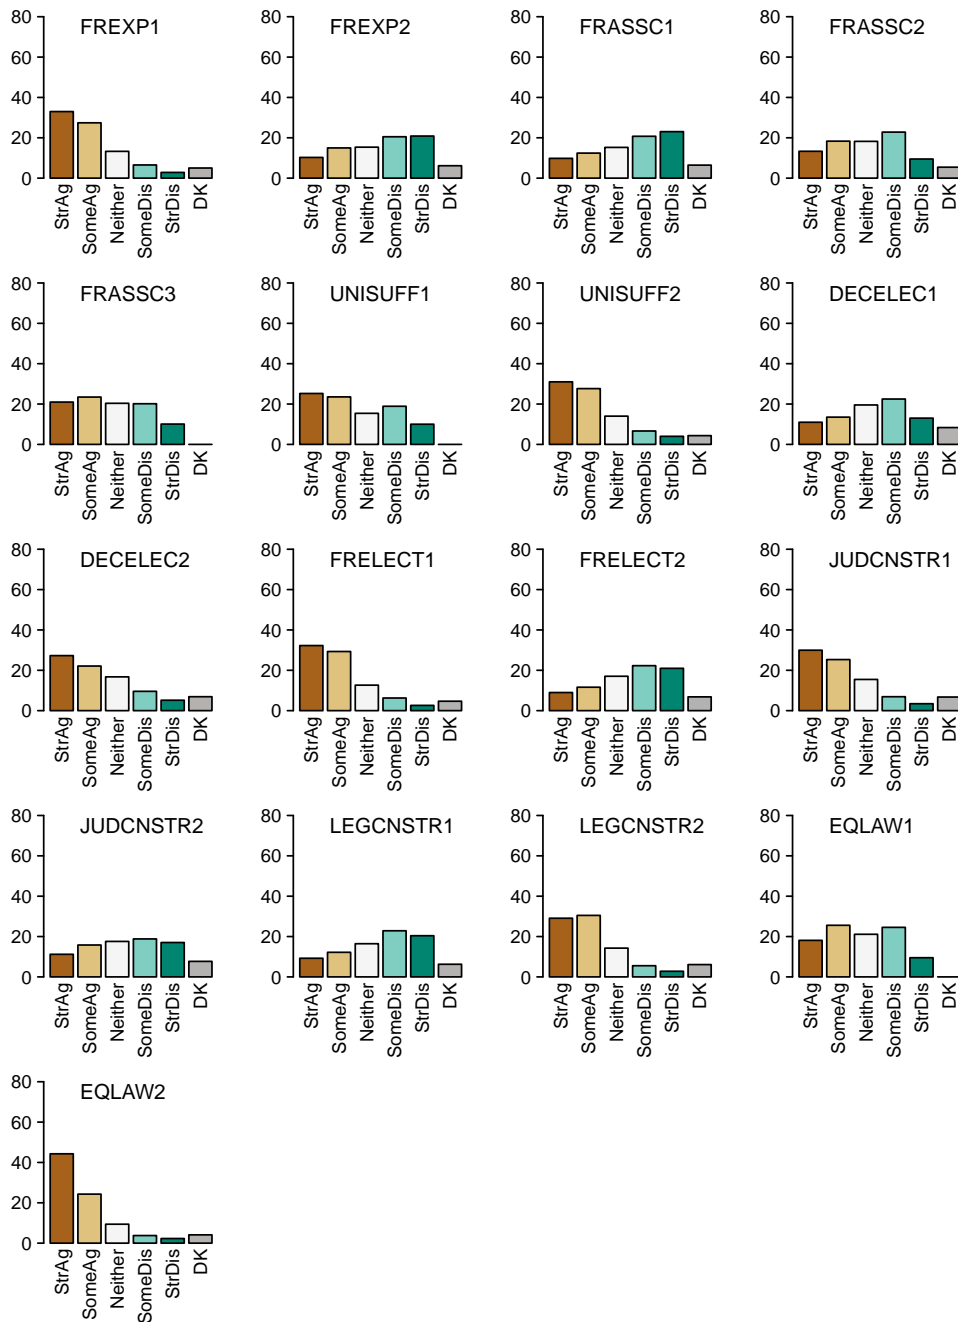 FREXP1
80
60
40
20
0
StrAg
SomeAg
Neither
SomeDis
StrDis
DK
FREXP2
80
60
40
20
0
StrAg
SomeAg
Neither
SomeDis
StrDis
DK
FRASSC1
80
60
40
20
0
StrAg
SomeAg
Neither
SomeDis
StrDis
DK
FRASSC2
80
60
40
20
0
StrAg
SomeAg
Neither
SomeDis
StrDis
DK
FRASSC3
80
60
40
20
0
StrAg
SomeAg
Neither
SomeDis
StrDis
DK
UNISUFF1
80
60
40
20
0
StrAg
SomeAg
Neither
SomeDis
StrDis
DK
UNISUFF2
80
60
40
20
0
StrAg
SomeAg
Neither
SomeDis
StrDis
DK
DECELEC1
80
60
40
20
0
StrAg
SomeAg
Neither
SomeDis
StrDis
DK
DECELEC2
80
60
40
20
0
StrAg
SomeAg
Neither
SomeDis
StrDis
DK
FRELECT1
80
60
40
20
0
StrAg
SomeAg
Neither
SomeDis
StrDis
DK
FRELECT2
80
60
40
20
0
StrAg
SomeAg
Neither
SomeDis
StrDis
DK
JUDCNSTR1
80
60
40
20
0
StrAg
SomeAg
Neither
SomeDis
StrDis
DK
JUDCNSTR2
80
60
40
20
0
StrAg
SomeAg
Neither
SomeDis
StrDis
DK
LEGCNSTR1
80
60
40
20
0
StrAg
SomeAg
Neither
SomeDis
StrDis
DK
LEGCNSTR2
80
60
40
20
0
StrAg
SomeAg
Neither
SomeDis
StrDis
DK
EQLAW1
80
60
40
20
0
StrAg
SomeAg
Neither
SomeDis
StrDis
DK
EQLAW2
80
60
40
20
0
StrAg
SomeAg
Neither
SomeDis
StrDis
DK